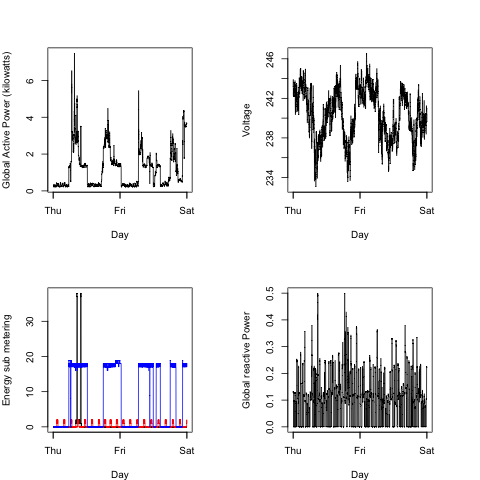 Global Active Power (kilowatts)
0 2 4 6
Thu Fri Sat
Day
Voltage
234 238 242 246
Thu Fri Sat
Day
Energy sub metering
0 10 20 30
Thu Fri Sat
Day
Global reactive Power
0.0 0.1 0.2 0.3 0.4 0.5
Thu Fri Sat
Day